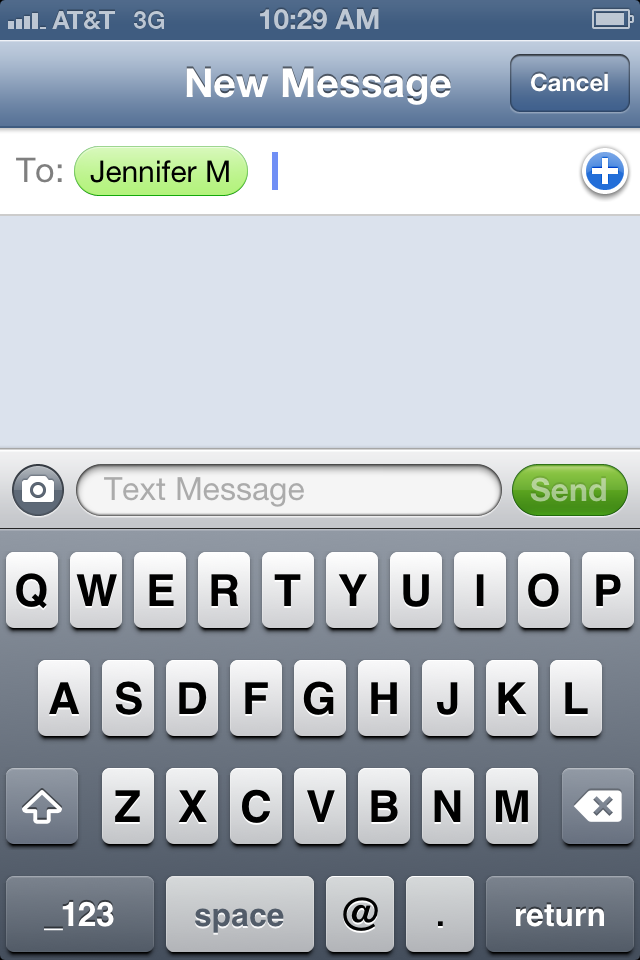 AT&T 3G 10:29 AM
New Message Cancel
To: Jennifer M
Text Message Send
Q W E R T Y U I O P
A S D F G H J K L
Z X C V B N M
_123 space @ . return